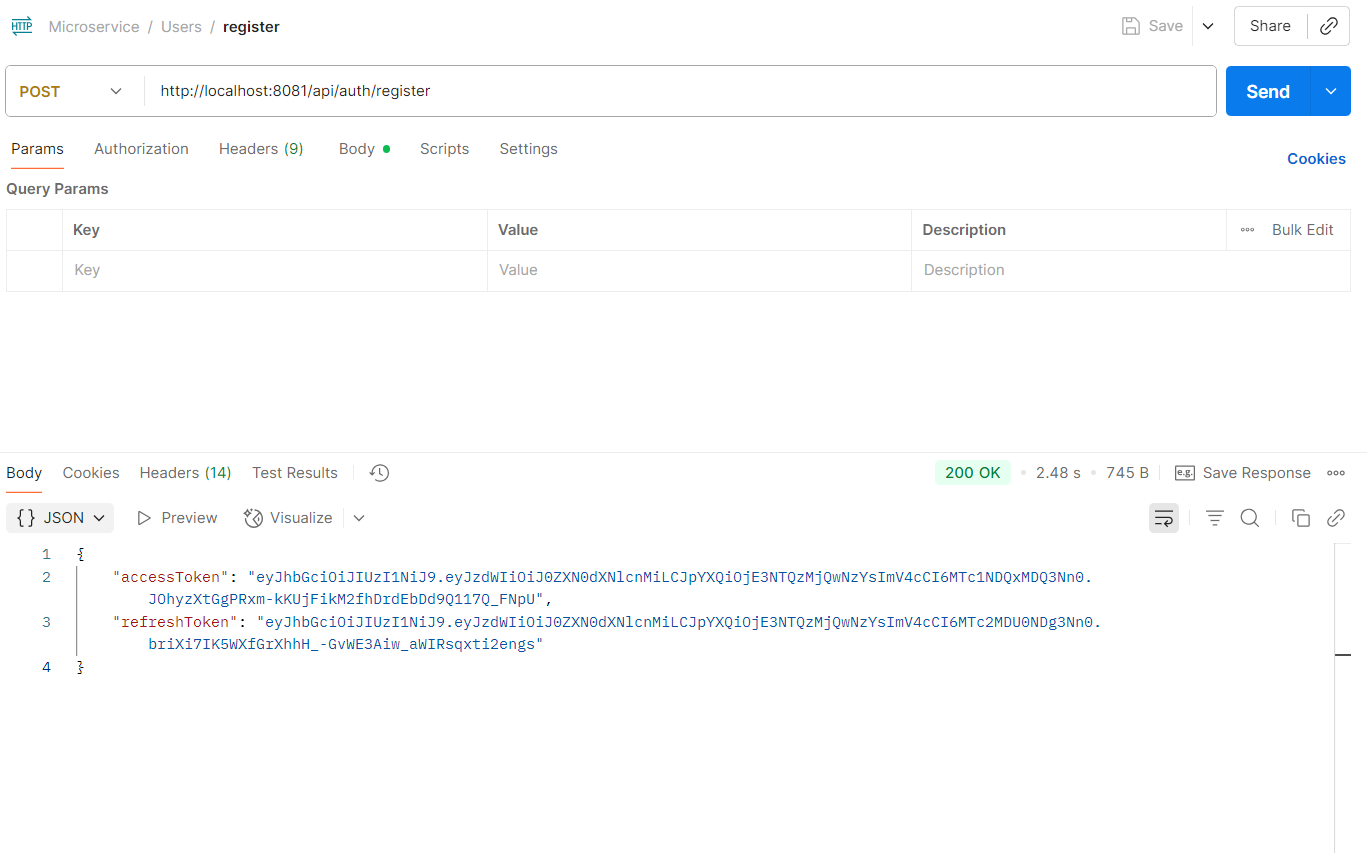 HTTP Microservice / Users / register Save Share
POST http://localhost:8081/api/auth/register Send
Params Authorization Headers (9) Body Scripts Settings Cookies
Query Params
Key Value Description Bulk Edit
Key Value Description
Body Cookies Headers (14) Test Results 200 OK 2.48 s 745 B e.g. Save Response
{} JSON Preview Visualize
1 {
2 "accessToken": "eyJhbGciOiJIUzI1NiJ9.eyJzdWIiOiJ0ZXN0dXNlcnMiLCJpYXQiOjE3NTQzMjQwNzYsImV4cCI6MTc1NDQxMDQ3Nn0.
JOhyzXtGgPRxm-kKUjFikM2fhDrdEbDd9Q117Q_FNpU",
3 "refreshToken": "eyJhbGciOiJIUzI1NiJ9.eyJzdWIiOiJ0ZXN0dXNlcnMiLCJpYXQiOjE3NTQzMjQwNzYsImV4cCI6MTc2MDU0NDg3Nn0.
briXi7IK5WXfGrXhhH_-GvWE3Aiw_aWIRsqxti2engs"
4 }